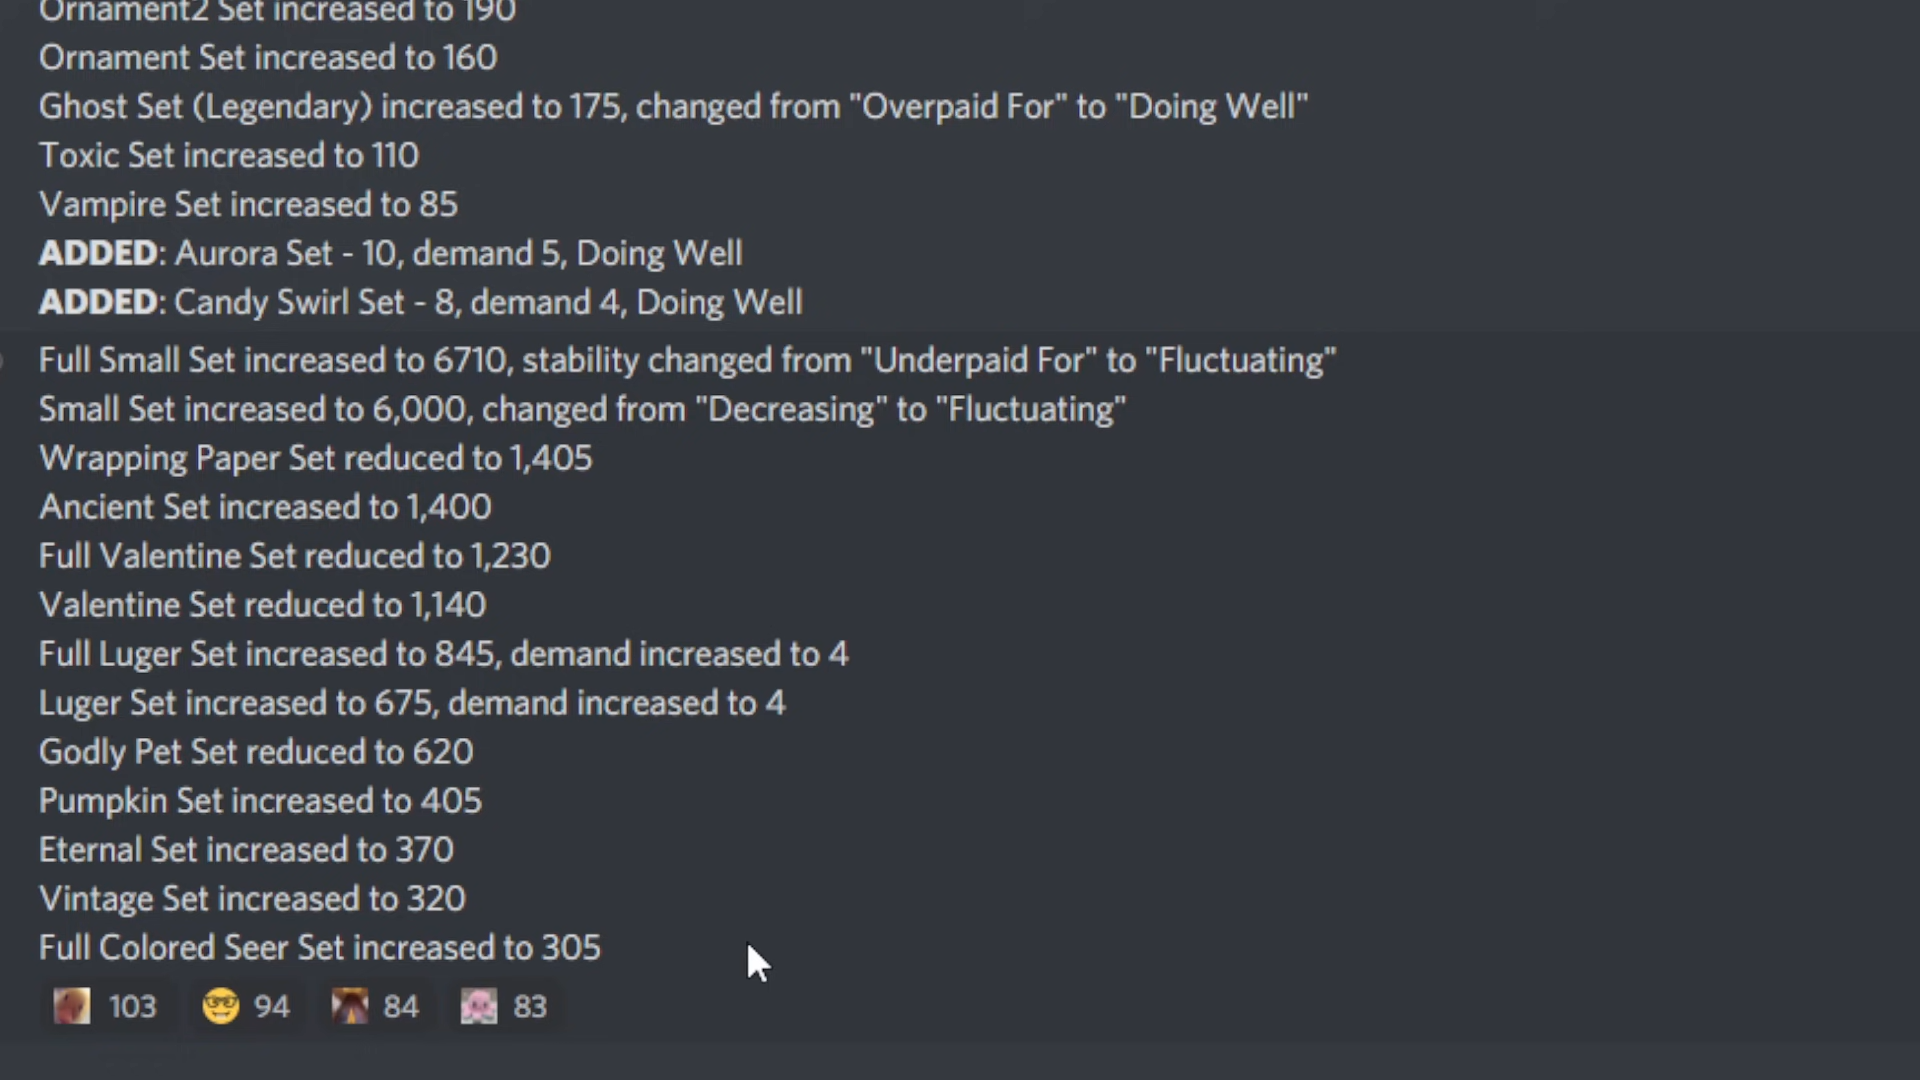 Ornament2 Set increased to 190
Ornament Set increased to 160
Ghost Set (Legendary) increased to 175, changed from "Overpaid For" to "Doing Well"
Toxic Set increased to 110
Vampire Set increased to 85
ADDED: Aurora Set - 10, demand 5, Doing Well
ADDED: Candy Swirl Set - 8, demand 4, Doing Well
Full Small Set increased to 6710, stability changed from "Underpaid For" to "Fluctuating"
Small Set increased to 6,000, changed from "Decreasing" to "Fluctuating"
Wrapping Paper Set reduced to 1,405
Ancient Set increased to 1,400
Full Valentine Set reduced to 1,230
Valentine Set reduced to 1,140
Full Luger Set increased to 845, demand increased to 4
Luger Set increased to 675, demand increased to 4
Godly Pet Set reduced to 620
Pumpkin Set increased to 405
Eternal Set increased to 370
Vintage Set increased to 320
Full Colored Seer Set increased to 305
103 94 84 83